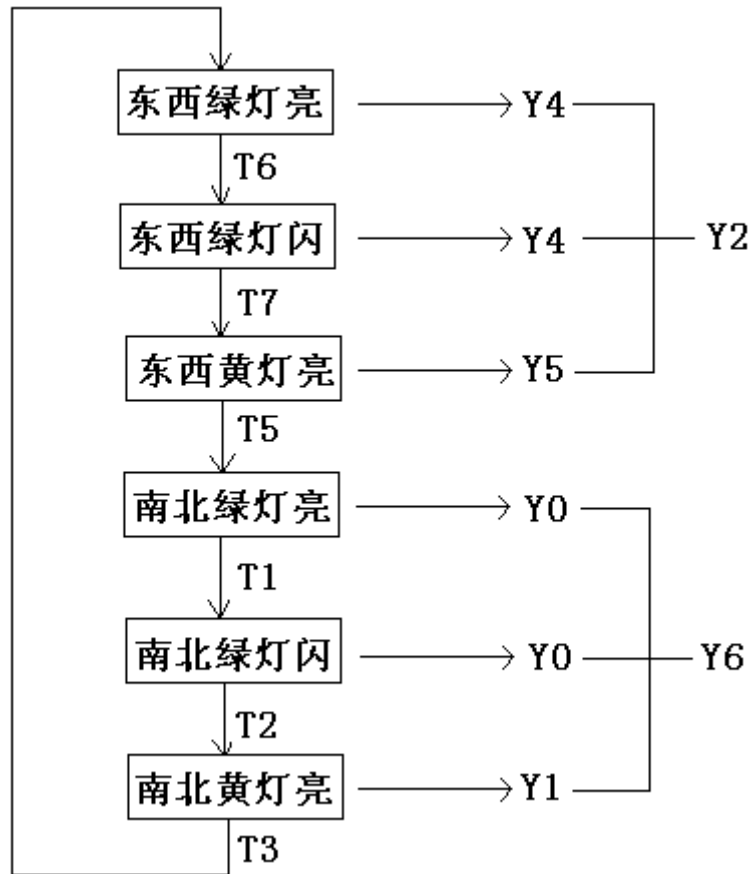 东西绿灯亮 Y4
T6
东西绿灯闪 Y4 Y2
T7
东西黄灯亮 Y5
T5
南北绿灯亮 Y0
T1
南北绿灯闪 Y0 Y6
T2
南北黄灯亮 Y1
T3